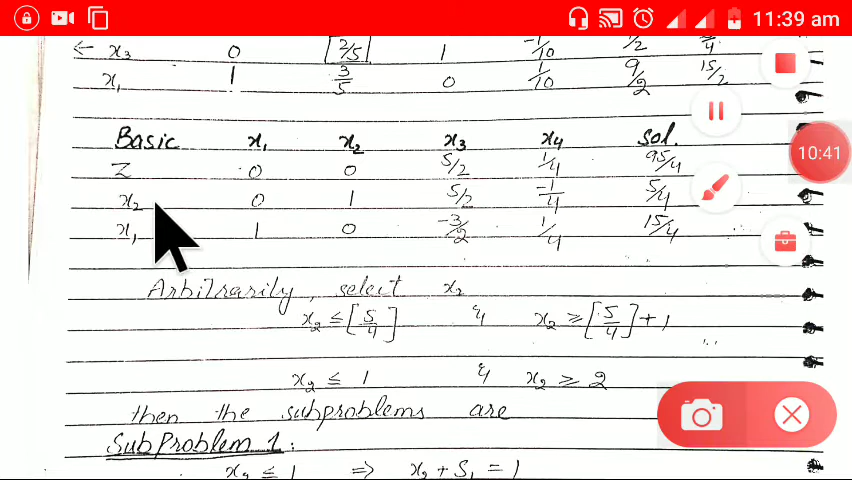 11:39 am
← x₃ 0 2/5 1 -1/10 1/2
x₁ 1 3/5 0 1/10 9/2 15/2
10:41
Basic x₁ x₂ x₃ x₄ sol.
Z 0 0 5/2 1/4 95/4
x₂ 0 1 5/2 -1/4 5/4
x₁ 1 0 -3/2 1/4 15/4
Arbitrarily, select x₂
x₂ ≤ [5/4] & x₂ ≥ [5/4] + 1
x₂ ≤ 1 & x₂ ≥ 2
then the subproblems are
SubProblem 1:
x₂ ≤ 1 ⇒ x₂ + S₁ = 1